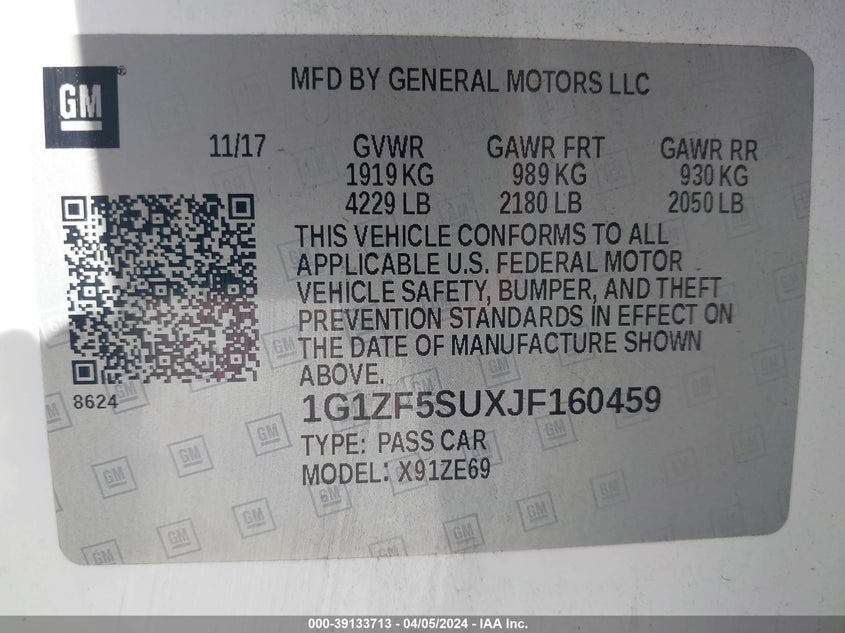 MFD BY GENERAL MOTORS LLC
GM®
11/17 GVWR GAWR FRT GAWR RR
1919 KG 989 KG 930 KG
4229 LB 2180 LB 2050 LB
THIS VEHICLE CONFORMS TO ALL
APPLICABLE U.S. FEDERAL MOTOR
VEHICLE SAFETY, BUMPER, AND THEFT
PREVENTION STANDARDS IN EFFECT ON
THE DATE OF MANUFACTURE SHOWN
ABOVE.
8624
1G1ZF5SUXJF160459
TYPE: PASS CAR
MODEL: X91ZE69
000-39133713 / 04/05/2024 - IAA Inc.